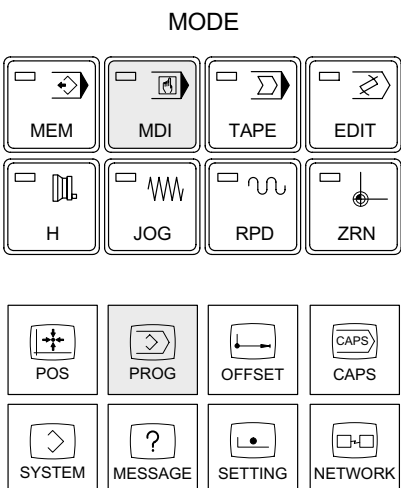 MODE
MEM MDI TAPE EDIT
H JOG RPD ZRN
CAPS
POS PROG OFFSET CAPS
?
SYSTEM MESSAGE SETTING NETWORK